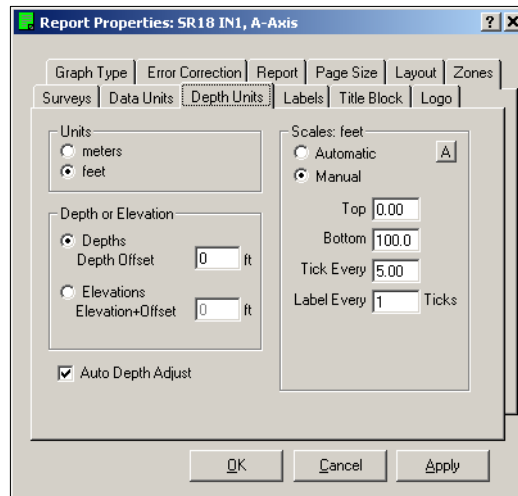 Report Properties: SR18 IN1, A-Axis
Graph Type Error Correction Report Page Size Layout Zones
Surveys Data Units Depth Units Labels Title Block Logo
Units
meters
feet
Depth or Elevation
Depths
Depth Offset 0 ft
Elevations
Elevation+Offset 0 ft
Auto Depth Adjust
Scales: feet
Automatic A
Manual
Top 0.00
Bottom 100.0
Tick Every 5.00
Label Every 1 Ticks
OK Cancel Apply